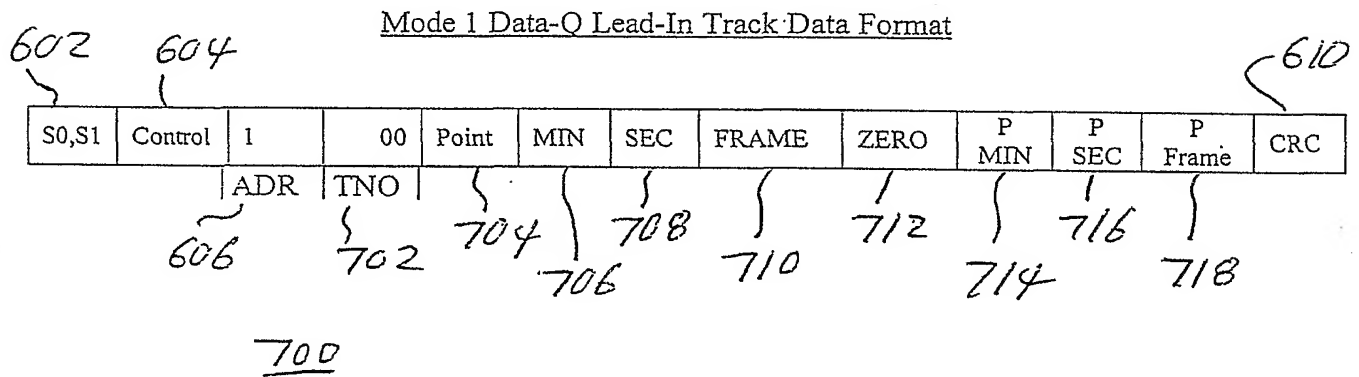 Mode 1 Data-Q Lead-In Track Data Format
602 604 610
S0,S1 Control 1 00 Point MIN SEC FRAME ZERO P MIN P SEC P Frame CRC
ADR TNO
606 702 704 706 708 710 712 714 716 718
700